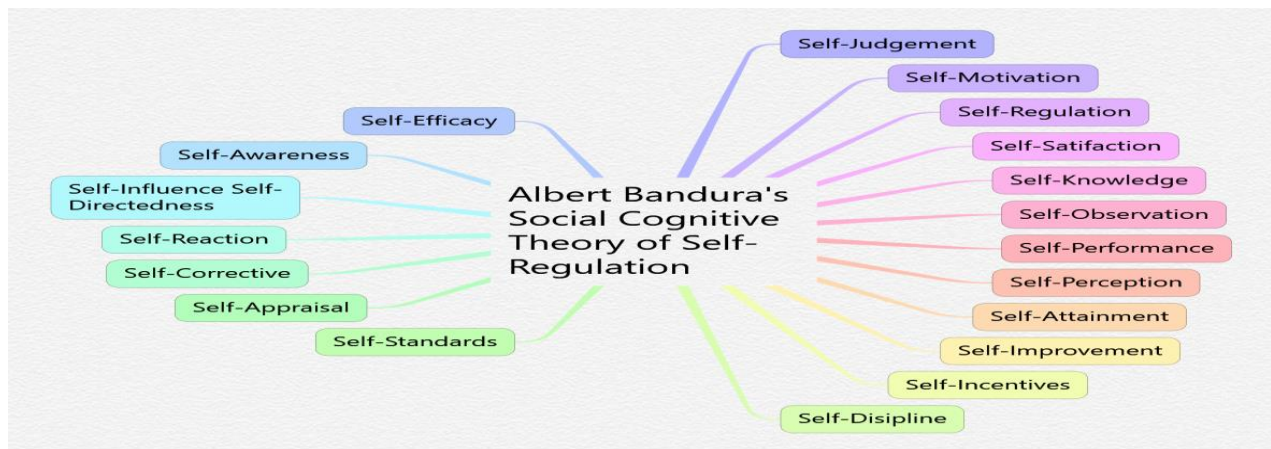 Self-Judgement
Self-Motivation
Self-Regulation
Self-Satifaction
Self-Knowledge
Self-Observation
Self-Performance
Self-Perception
Self-Attainment
Self-Improvement
Self-Incentives
Self-Disipline
Albert Bandura's
Social Cognitive
Theory of Self-
Regulation
Self-Efficacy
Self-Awareness
Self-Influence Self-
Directedness
Self-Reaction
Self-Corrective
Self-Appraisal
Self-Standards